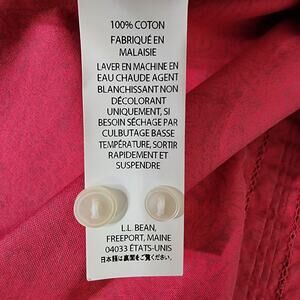 100% COTON
FABRIQUÉ EN
MALAISIE
LAVER EN MACHINE EN
EAU CHAUDE AGENT
BLANCHISSANT NON
DÉCOLORANT
UNIQUEMENT, SI
BESOIN SÉCHAGE PAR
CULBUTAGE BASSE
TEMPÉRATURE, SORTIR
RAPIDEMENT ET
SUSPENDRE
L.L. BEAN,
FREEPORT, MAINE
04033 ÉTATS-UNIS
日本語は裏面をご覧ください。